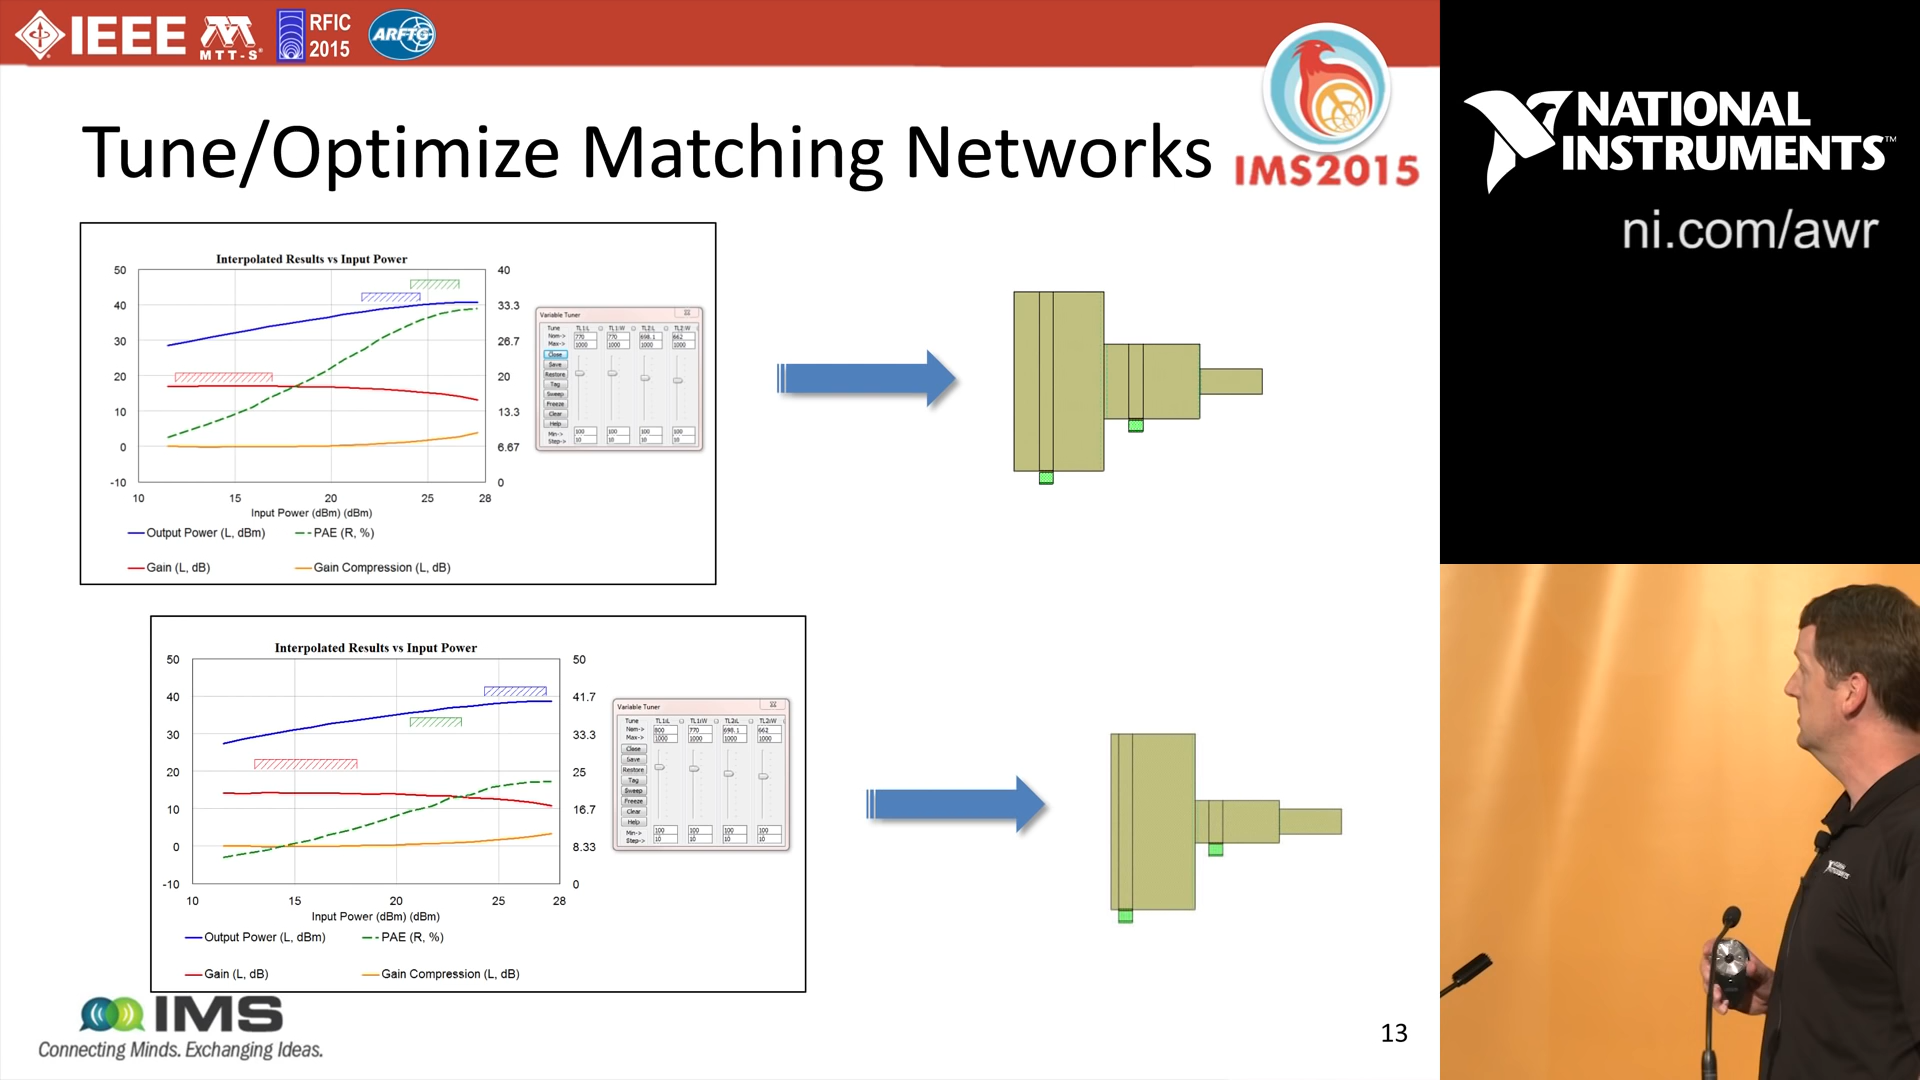 IEEE
MTT-S
RFIC
2015
ARFTG
Tune/Optimize Matching Networks
IMS2015
NATIONAL
INSTRUMENTS™
ni.com/awr
Interpolated Results vs Input Power
50 40
40 33.3
30 26.7
20 20
10 13.3
0 6.67
-10 0
10 15 20 25 28
Input Power (dBm) (dBm)
Output Power (L, dBm) PAE (R, %)
Gain (L, dB) Gain Compression (L, dB)
Variable Tuner
Tune TL1:L TL1:W TL2:L TL2:W
Nom-> 770 770 698.1 662
Max-> 1000 1000 1000 1000
Close
Save
Restore
Tag
Sweep
Freeze
Clear
Help
Min-> 100 100 100 100
Step-> 10 10 10 10
Interpolated Results vs Input Power
50 50
40 41.7
30 33.3
20 25
10 16.7
0 8.33
-10 0
10 15 20 25 28
Input Power (dBm) (dBm)
Output Power (L, dBm) PAE (R, %)
Gain (L, dB) Gain Compression (L, dB)
Variable Tuner
Tune TL1:L TL1:W TL2:L TL2:W
Nom-> 800 770 698.1 662
Max-> 1000 1000 1000 1000
Close
Save
Restore
Tag
Sweep
Freeze
Clear
Help
Min-> 100 100 100 100
Step-> 10 10 10 10
IMS
Connecting Minds. Exchanging Ideas.
13